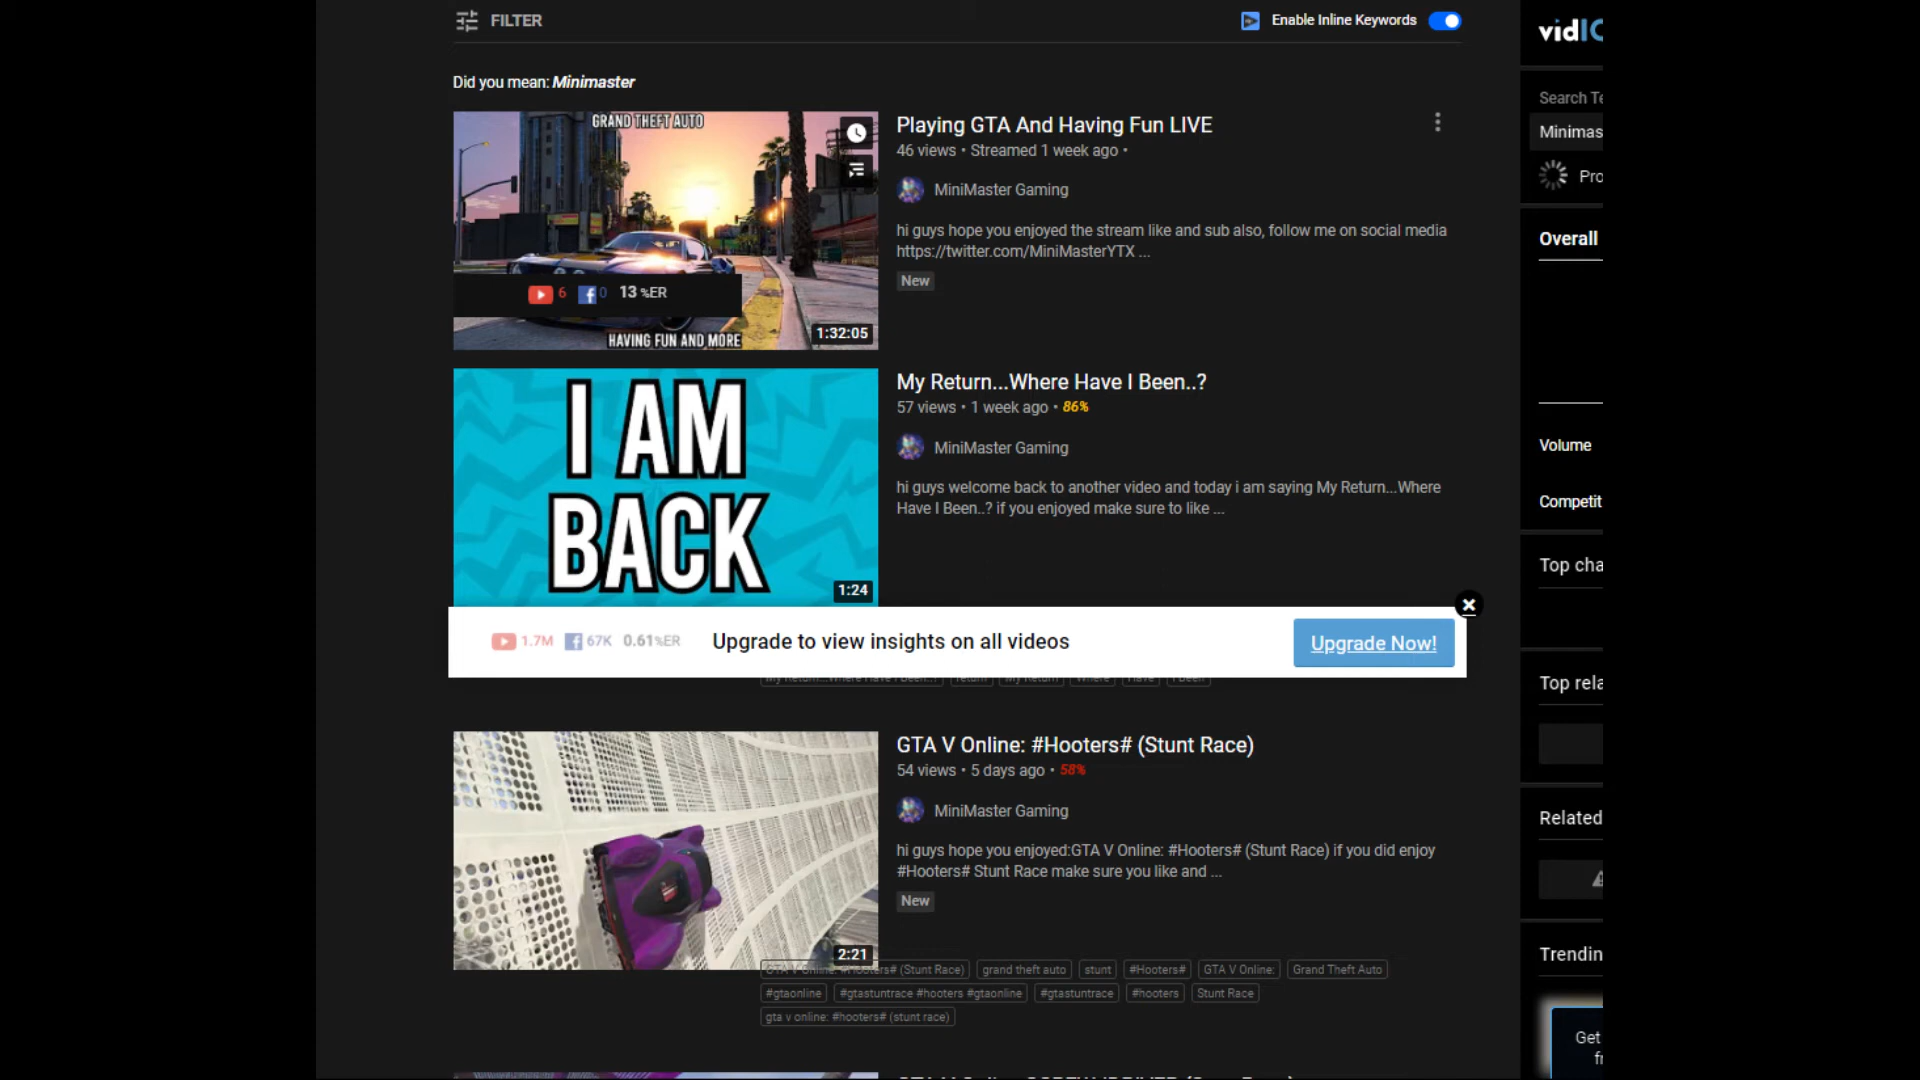 FILTER
Enable Inline Keywords
Did you mean: Minimaster
GRAND THEFT AUTO
6 0 13 %ER
HAVING FUN AND MORE
1:32:05
Playing GTA And Having Fun LIVE
46 views • Streamed 1 week ago •
MiniMaster Gaming
hi guys hope you enjoyed the stream like and sub also, follow me on social media
https://twitter.com/MiniMasterYTX ...
New
I AM
BACK
1:24
My Return...Where Have I Been..?
57 views • 1 week ago • 86%
MiniMaster Gaming
hi guys welcome back to another video and today i am saying My Return...Where
Have I Been..? if you enjoyed make sure to like ...
1.7M 67K 0.61%ER Upgrade to view insights on all videos Upgrade Now!
My Return...Where Have I Been..? return My Return Where Have I Been
2:21
GTA V Online: #Hooters# (Stunt Race)
54 views • 5 days ago • 58%
MiniMaster Gaming
hi guys hope you enjoyed:GTA V Online: #Hooters# (Stunt Race) if you did enjoy
#Hooters# Stunt Race make sure you like and ...
New
GTA V Online: #Hooters# (Stunt Race) grand theft auto stunt #Hooters# GTA V Online: Grand Theft Auto
#gtaonline #gtastuntrace #hooters #gtaonline #gtastuntrace #hooters Stunt Race
gta v online: #hooters# (stunt race)
vidIQ
Search Te
Minimas
Pro
Overall
Volume
Competit
Top cha
Top rela
Related
Trendin
Get
fr